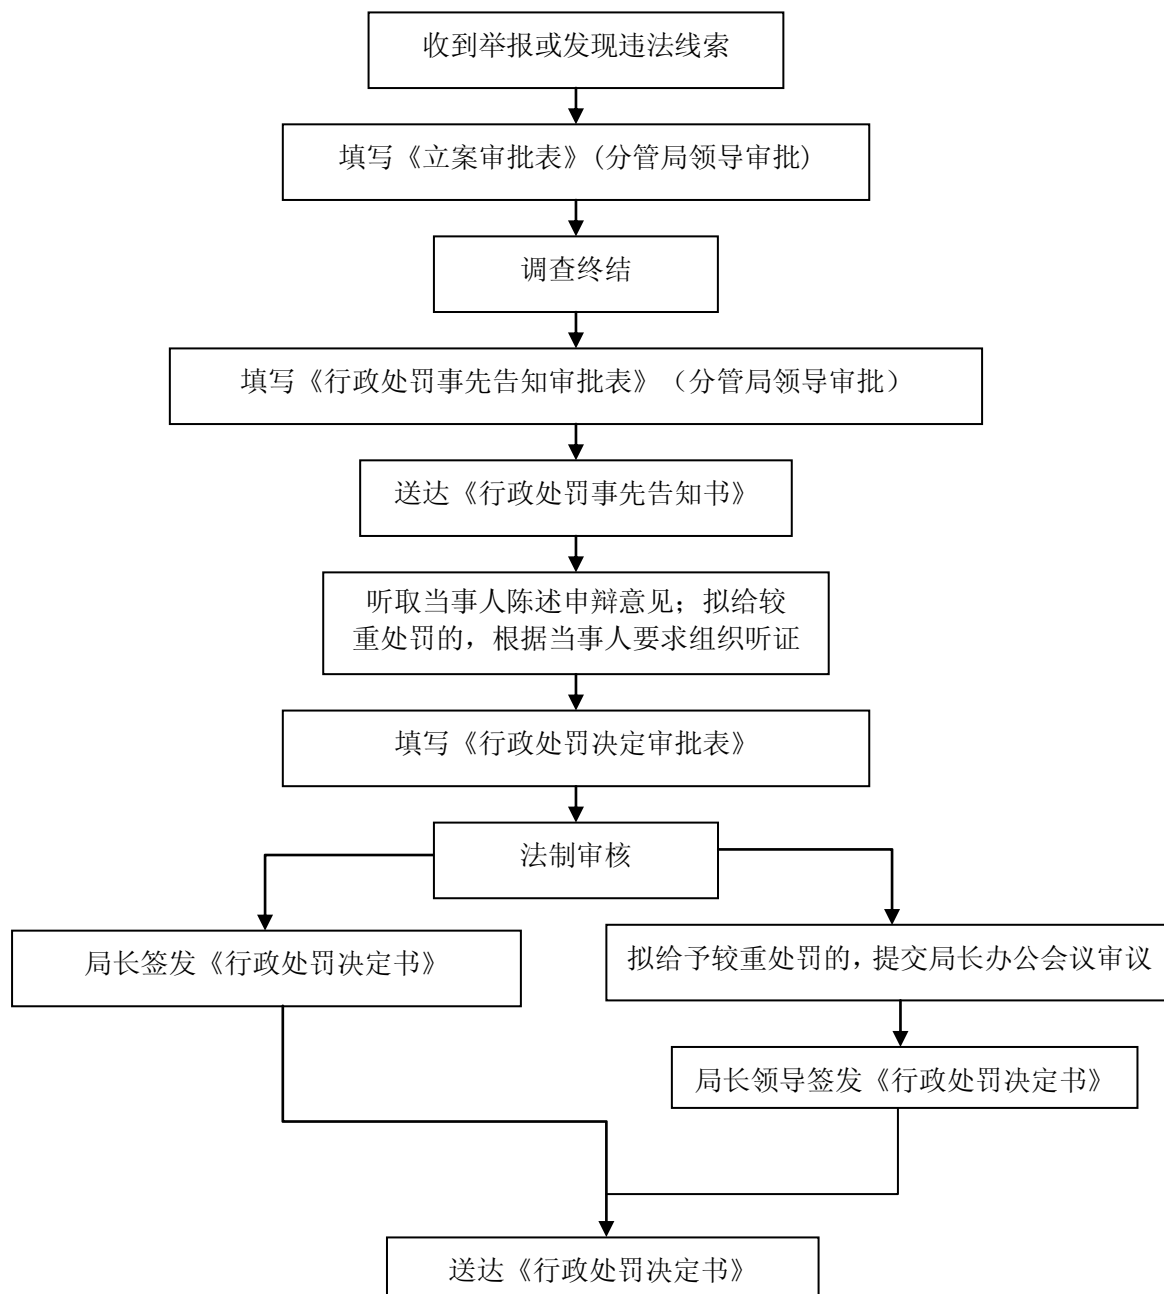 收到举报或发现违法线索
填写《立案审批表》(分管局领导审批)
调查终结
填写《行政处罚事先告知审批表》（分管局领导审批）
送达《行政处罚事先告知书》
听取当事人陈述申辩意见；拟给较
重处罚的，根据当事人要求组织听证
填写《行政处罚决定审批表》
法制审核
局长签发《行政处罚决定书》
拟给予较重处罚的，提交局长办公会议审议
局长领导签发《行政处罚决定书》
送达《行政处罚决定书》